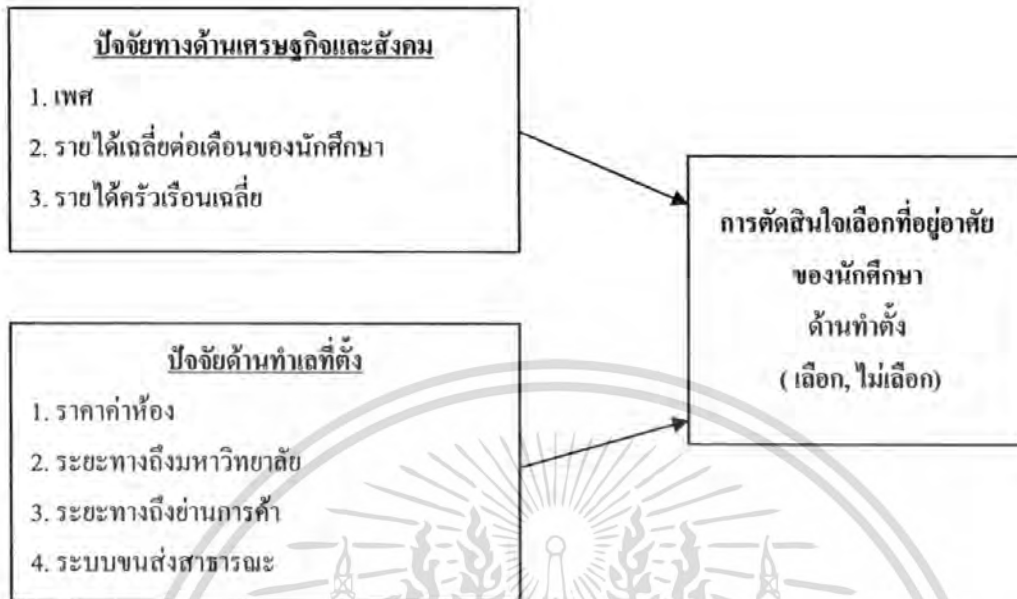 ปัจจัยทางด้านเศรษฐกิจและสังคม
1. เพศ
2. รายได้เฉลี่ยต่อเดือนของนักศึกษา
3. รายได้ครัวเรือนเฉลี่ย
การตัดสินใจเลือกที่อยู่อาศัย
ของนักศึกษา
ด้านทำตั้ง
( เลือก, ไม่เลือก)
ปัจจัยด้านทำเลที่ตั้ง
1. ราคาค่าห้อง
2. ระยะทางถึงมหาวิทยาลัย
3. ระยะทางถึงย่านการค้า
4. ระบบขนส่งสาธารณะ